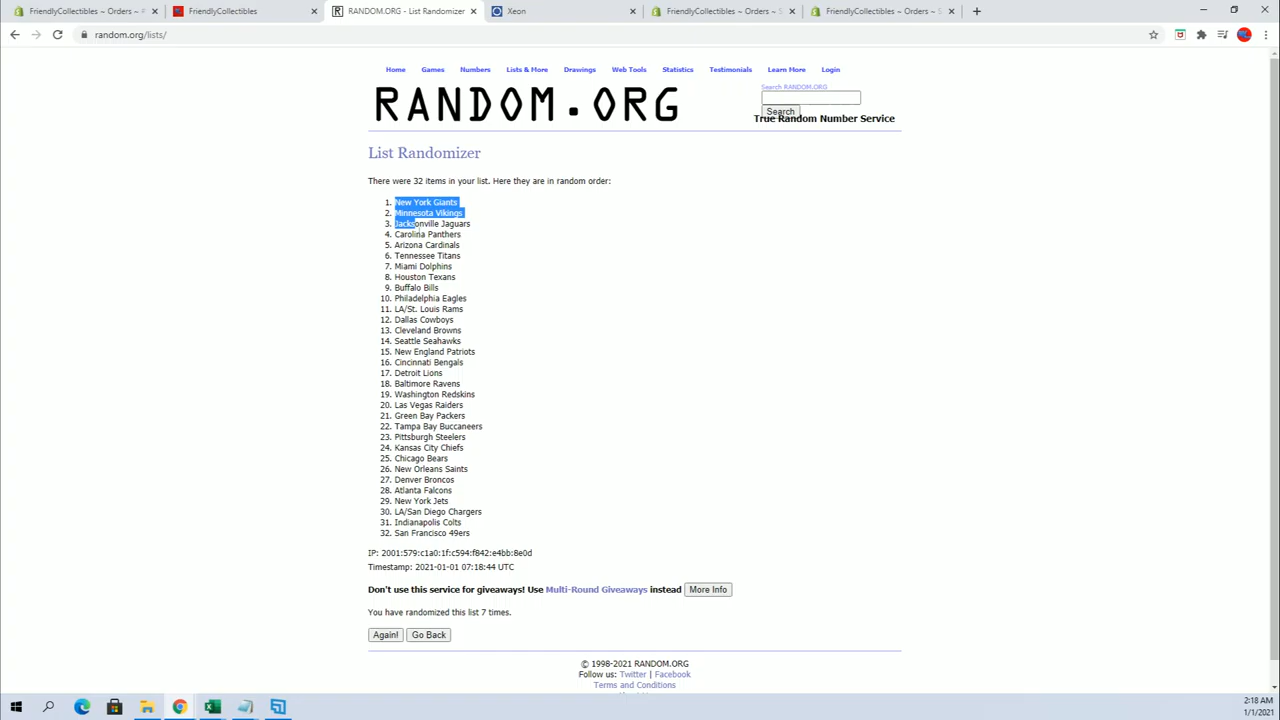 FriendlyCollectibles ~ Orders ~
FriendlyCollectibles
RANDOM.ORG - List Randomizer
Xeon
FriendlyCollectibles ~ Orders ~
FriendlyCollectibles ~ Orders ~
random.org/lists/
Home Games Numbers Lists & More Drawings Web Tools Statistics Testimonials Learn More Login
Search RANDOM.ORG
RANDOM.ORG
Search
True Random Number Service
List Randomizer
There were 32 items in your list. Here they are in random order:
1. New York Giants
2. Minnesota Vikings
3. Jacksonville Jaguars
4. Carolina Panthers
5. Arizona Cardinals
6. Tennessee Titans
7. Miami Dolphins
8. Houston Texans
9. Buffalo Bills
10. Philadelphia Eagles
11. LA/St. Louis Rams
12. Dallas Cowboys
13. Cleveland Browns
14. Seattle Seahawks
15. New England Patriots
16. Cincinnati Bengals
17. Detroit Lions
18. Baltimore Ravens
19. Washington Redskins
20. Las Vegas Raiders
21. Green Bay Packers
22. Tampa Bay Buccaneers
23. Pittsburgh Steelers
24. Kansas City Chiefs
25. Chicago Bears
26. New Orleans Saints
27. Denver Broncos
28. Atlanta Falcons
29. New York Jets
30. LA/San Diego Chargers
31. Indianapolis Colts
32. San Francisco 49ers
IP: 2001:579:c1a0:1f:c594:f842:e4bb:8e0d
Timestamp: 2021-01-01 07:18:44 UTC
Don't use this service for giveaways! Use Multi-Round Giveaways instead More Info
You have randomized this list 7 times.
Again! Go Back
© 1998-2021 RANDOM.ORG
Follow us: Twitter | Facebook
Terms and Conditions
2:18 AM
1/1/2021